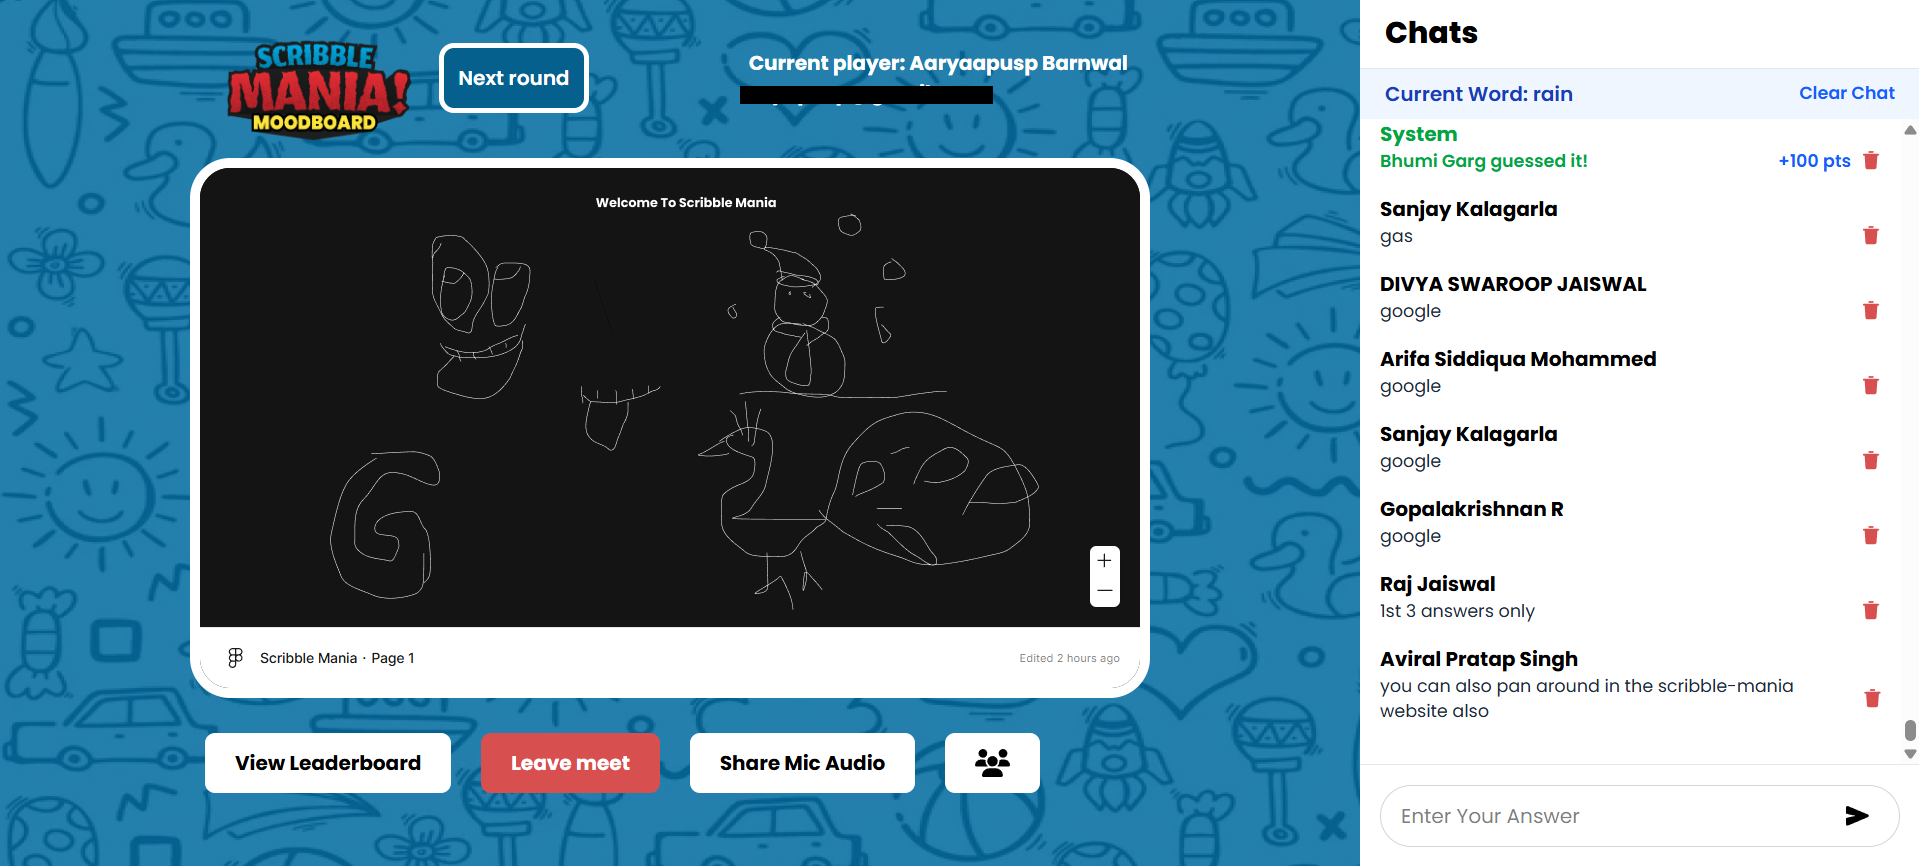 SCRIBBLE
MANIA!
MOODBOARD
Next round
Current player: Aaryaapusp Barnwal
Welcome To Scribble Mania
G
Scribble Mania · Page 1
Edited 2 hours ago
View Leaderboard
Leave meet
Share Mic Audio
Chats
Current Word: rain
Clear Chat
System
Bhumi Garg guessed it!
+100 pts
Sanjay Kalagarla
gas
DIVYA SWAROOP JAISWAL
google
Arifa Siddiqua Mohammed
google
Sanjay Kalagarla
google
Gopalakrishnan R
google
Raj Jaiswal
1st 3 answers only
Aviral Pratap Singh
you can also pan around in the scribble-mania
website also
Enter Your Answer